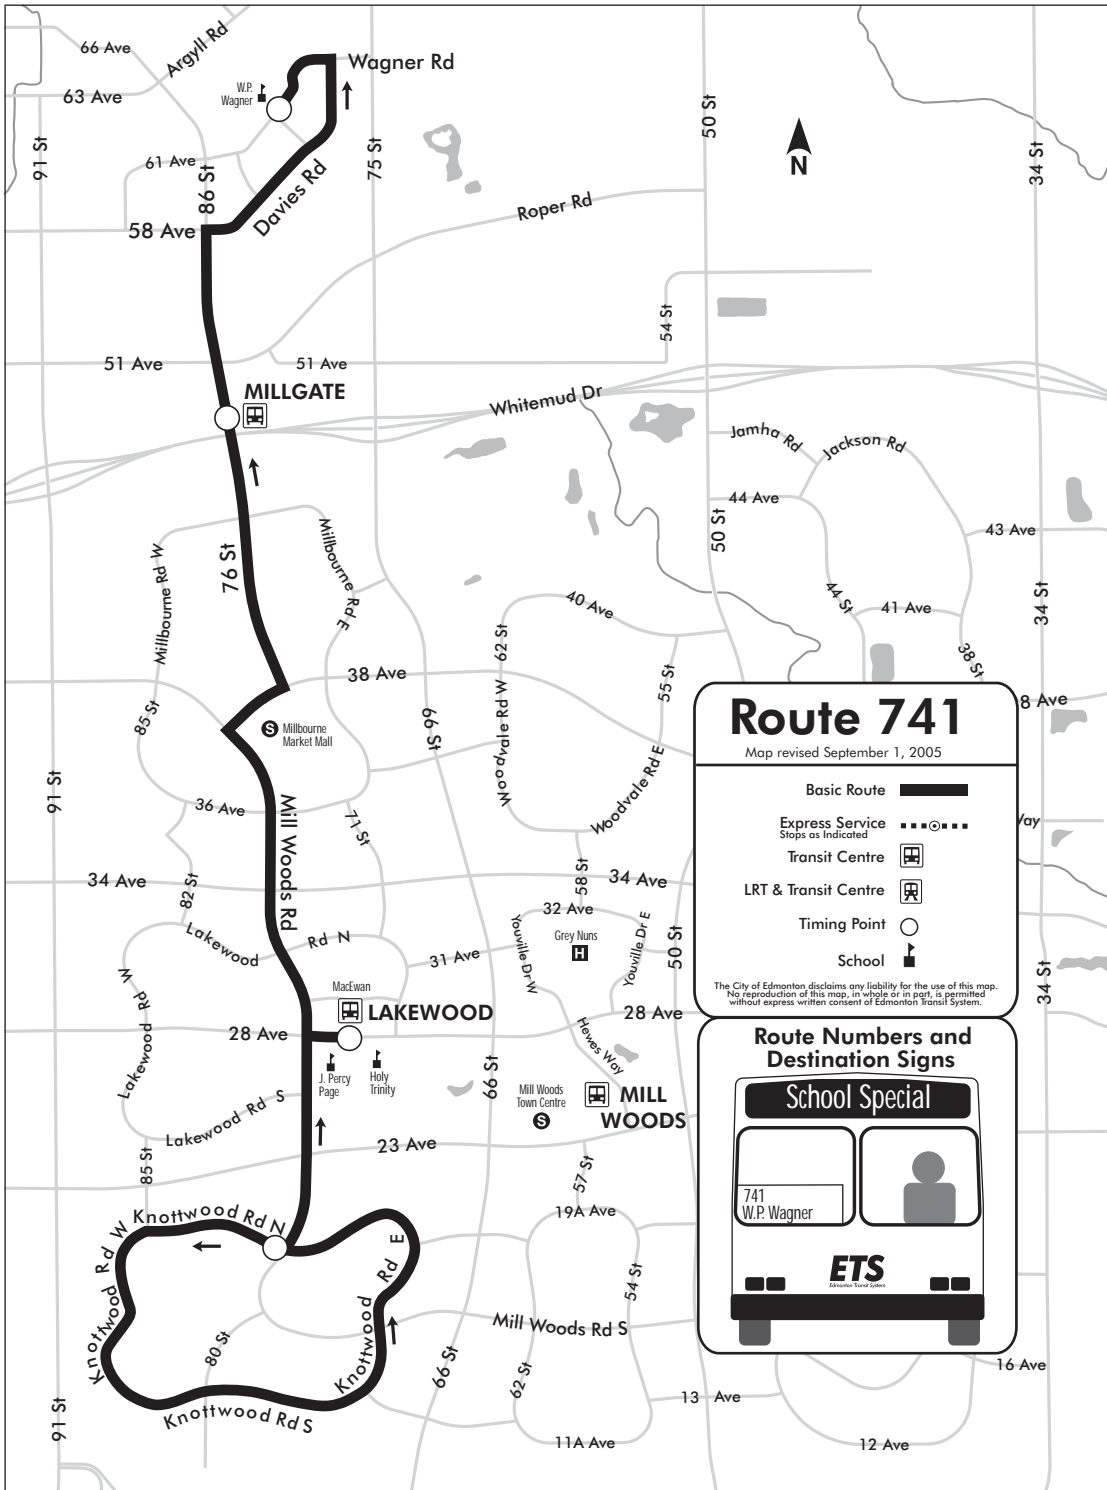 66 Ave
Argyll Rd
Wagner Rd
W.P.
Wagner
63 Ave
50 St
91 St
75 St
34 St
N
61 Ave
86 St
Davies Rd
58 Ave
Roper Rd
54 St
51 Ave
51 Ave
MILLGATE
Whitemud Dr
Jamha Rd
Jackson Rd
44 Ave
50 St
43 Ave
Millbourne Rd W
76 St
Millbourne Rd E
40 Ave
44 St
41 Ave
34 St
62 St
38 St
38 Ave
55 St
85 St
66 St
Woodvale Rd W
Woodvale Rd E
Millbourne
Market Mall
8 Ave
91 St
36 Ave
Mill Woods Rd
71 St
Way
34 Ave
82 St
58 St
34 Ave
32 Ave
Lakewood Rd N
Youville Dr W
Grey Nuns
H
Youville Dr E
50 St
31 Ave
Lakewood Rd W
MacEwan
LAKEWOOD
34 St
28 Ave
28 Ave
Hewes Way
J. Percy
Page
Holy
Trinity
66 St
Mill Woods
Town Centre
MILL
WOODS
Lakewood Rd S
23 Ave
85 St
57 St
Knottwood Rd N
19A Ave
Knottwood Rd W
Knottwood Rd E
54 St
Mill Woods Rd S
80 St
66 St
62 St
16 Ave
13 Ave
91 St
Knottwood Rd S
11A Ave
12 Ave
Route 741
Map revised September 1, 2005
Basic Route
Express Service
Stops as Indicated
Transit Centre
LRT & Transit Centre
Timing Point
School
The City of Edmonton disclaims any liability for the use of this map.
No reproduction of this map, in whole or in part, is permitted
without express written consent of Edmonton Transit System.
Route Numbers and
Destination Signs
School Special
741
W.P. Wagner
ETS
Edmonton Transit System